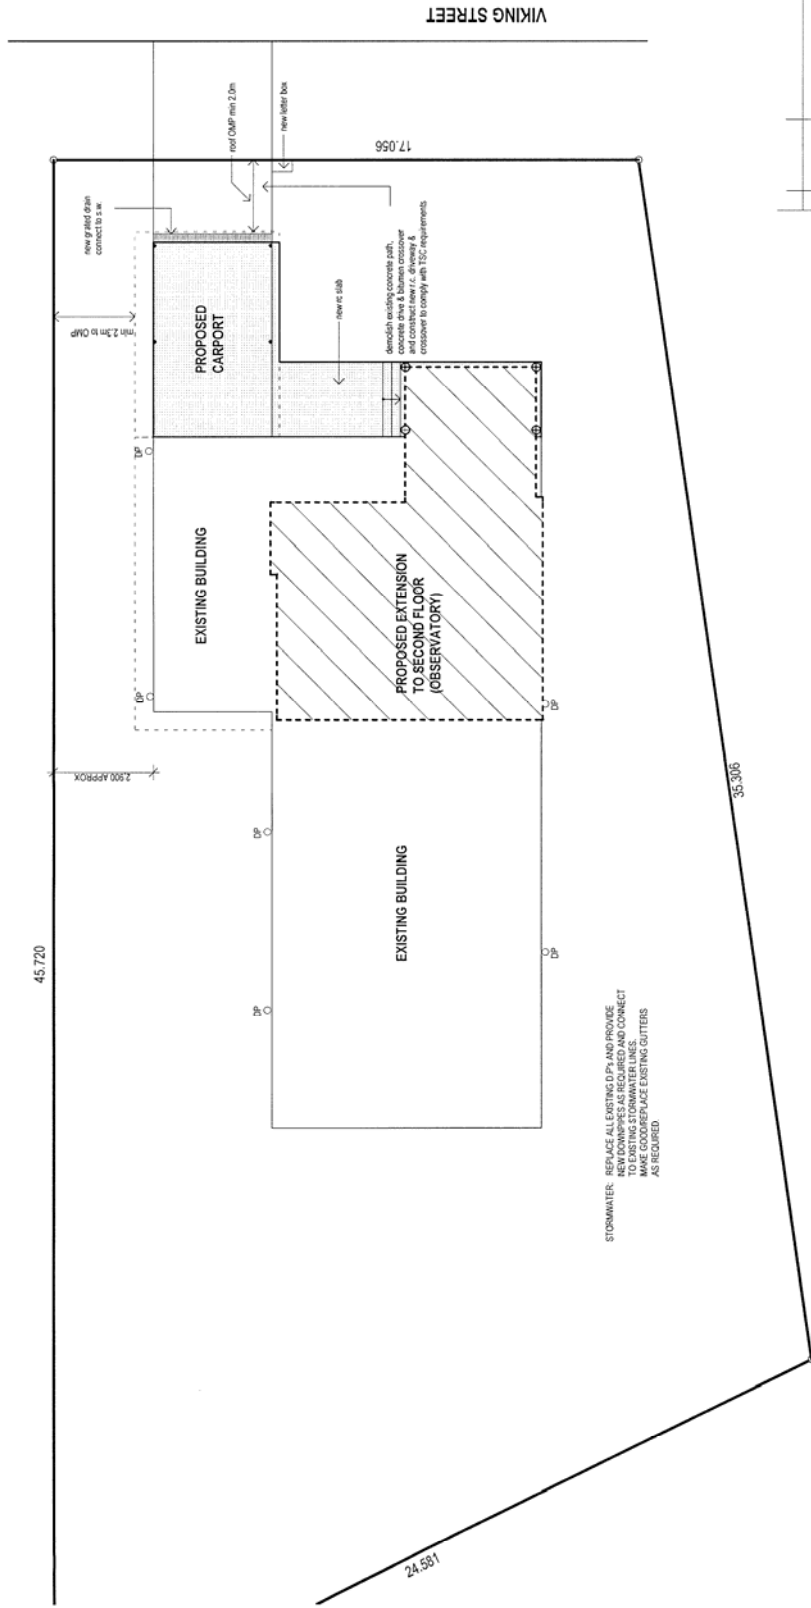 VIKING STREET
17.056
roof OMP min 2.0m
new letter box
new grated drain
connect to s.w.
min 2.3m to OMP
PROPOSED
CARPORT
new rc slab
demolish existing concrete path,
concrete drive & bitumen crossover
and construct new r.c. driveway &
crossover to comply with TSC requirements
DP
EXISTING BUILDING
PROPOSED EXTENSION
TO SECOND FLOOR
(OBSERVATORY)
DP
DP
2.900 APPROX
35.306
DP
EXISTING BUILDING
45.720
DP
DP
STORMWATER: REPLACE ALL EXISTING D.P's AND PROVIDE
NEW DOWNPIPES AS REQUIRED AND CONNECT
TO EXISTING STORMWATER LINES.
MAKE GOOD/REPLACE EXISTING GUTTERS
AS REQUIRED.
24.581